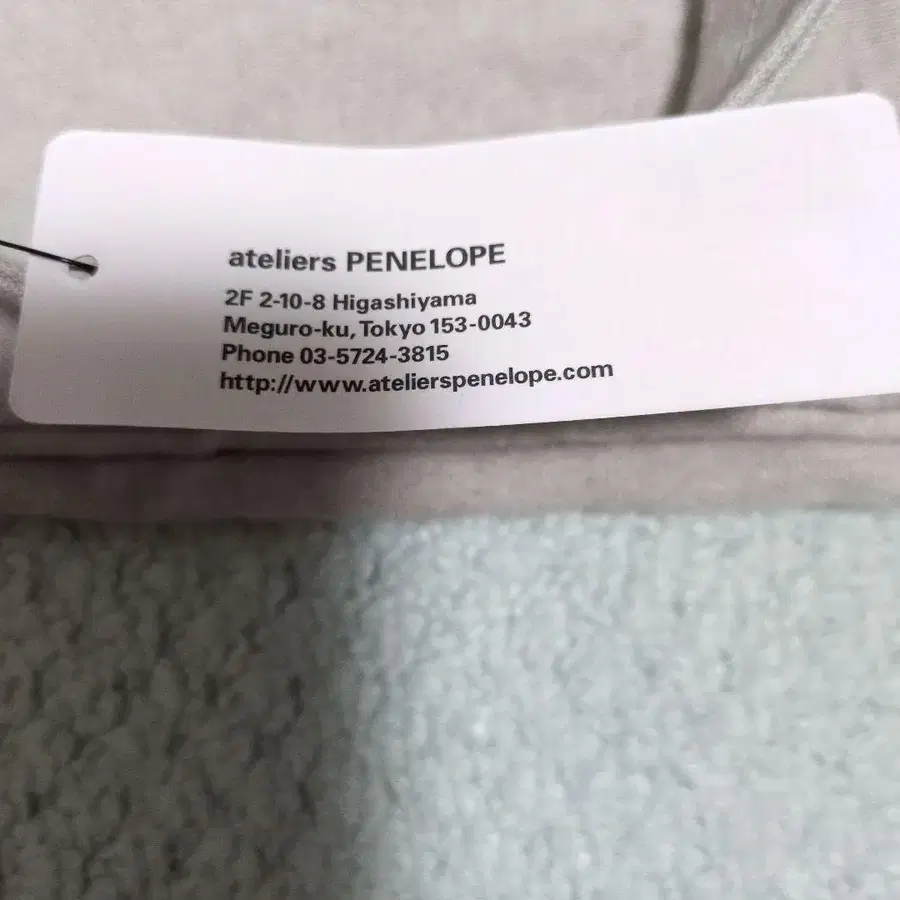 ateliers PENELOPE
2F 2-10-8 Higashiyama
Meguro-ku, Tokyo 153-0043
Phone 03-5724-3815
http://www.atelierspenelope.com